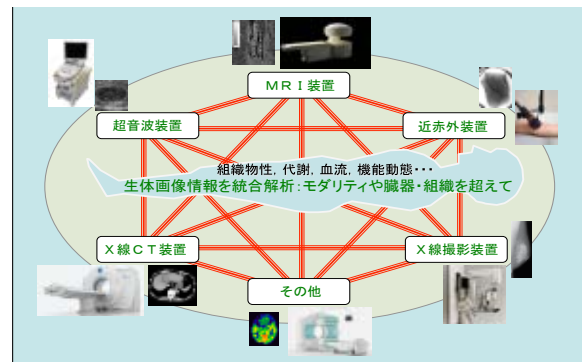 MRI装置
超音波装置
近赤外装置
組織物性, 代謝, 血流, 機能動態･･･
生体画像情報を統合解析:モダリティや臓器・組織を超えて
X線CT装置
X線撮影装置
その他